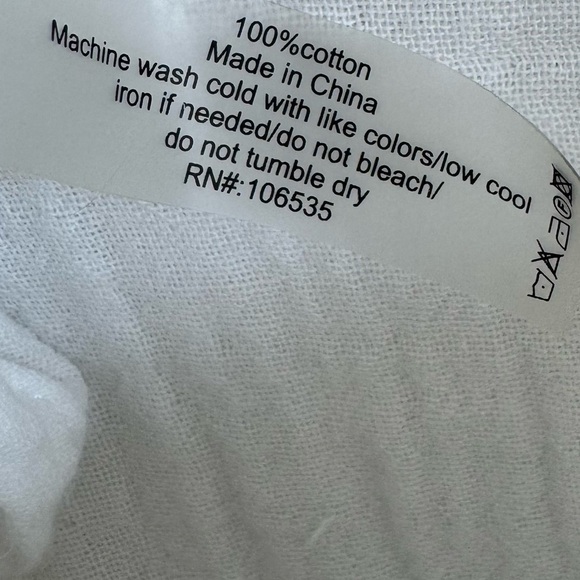 100%cotton
Made in China
Machine wash cold with like colors/low cool
iron if needed/do not bleach/
do not tumble dry
RN#:106535